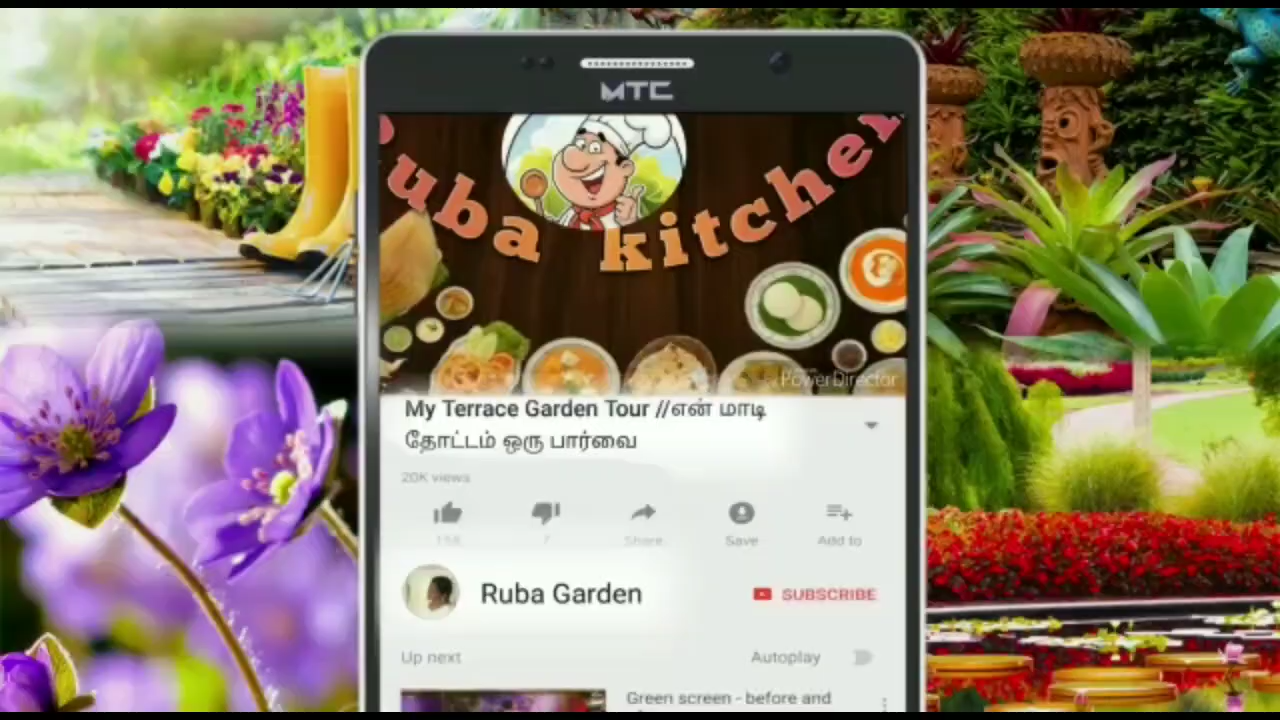 MTC
Ruba kitchen
PowerDirector
My Terrace Garden Tour //என் மாடி
தோட்டம் ஒரு பார்வை
20K views
Share Save Add to
Ruba Garden
SUBSCRIBE
Up next
Autoplay
Green screen - before and